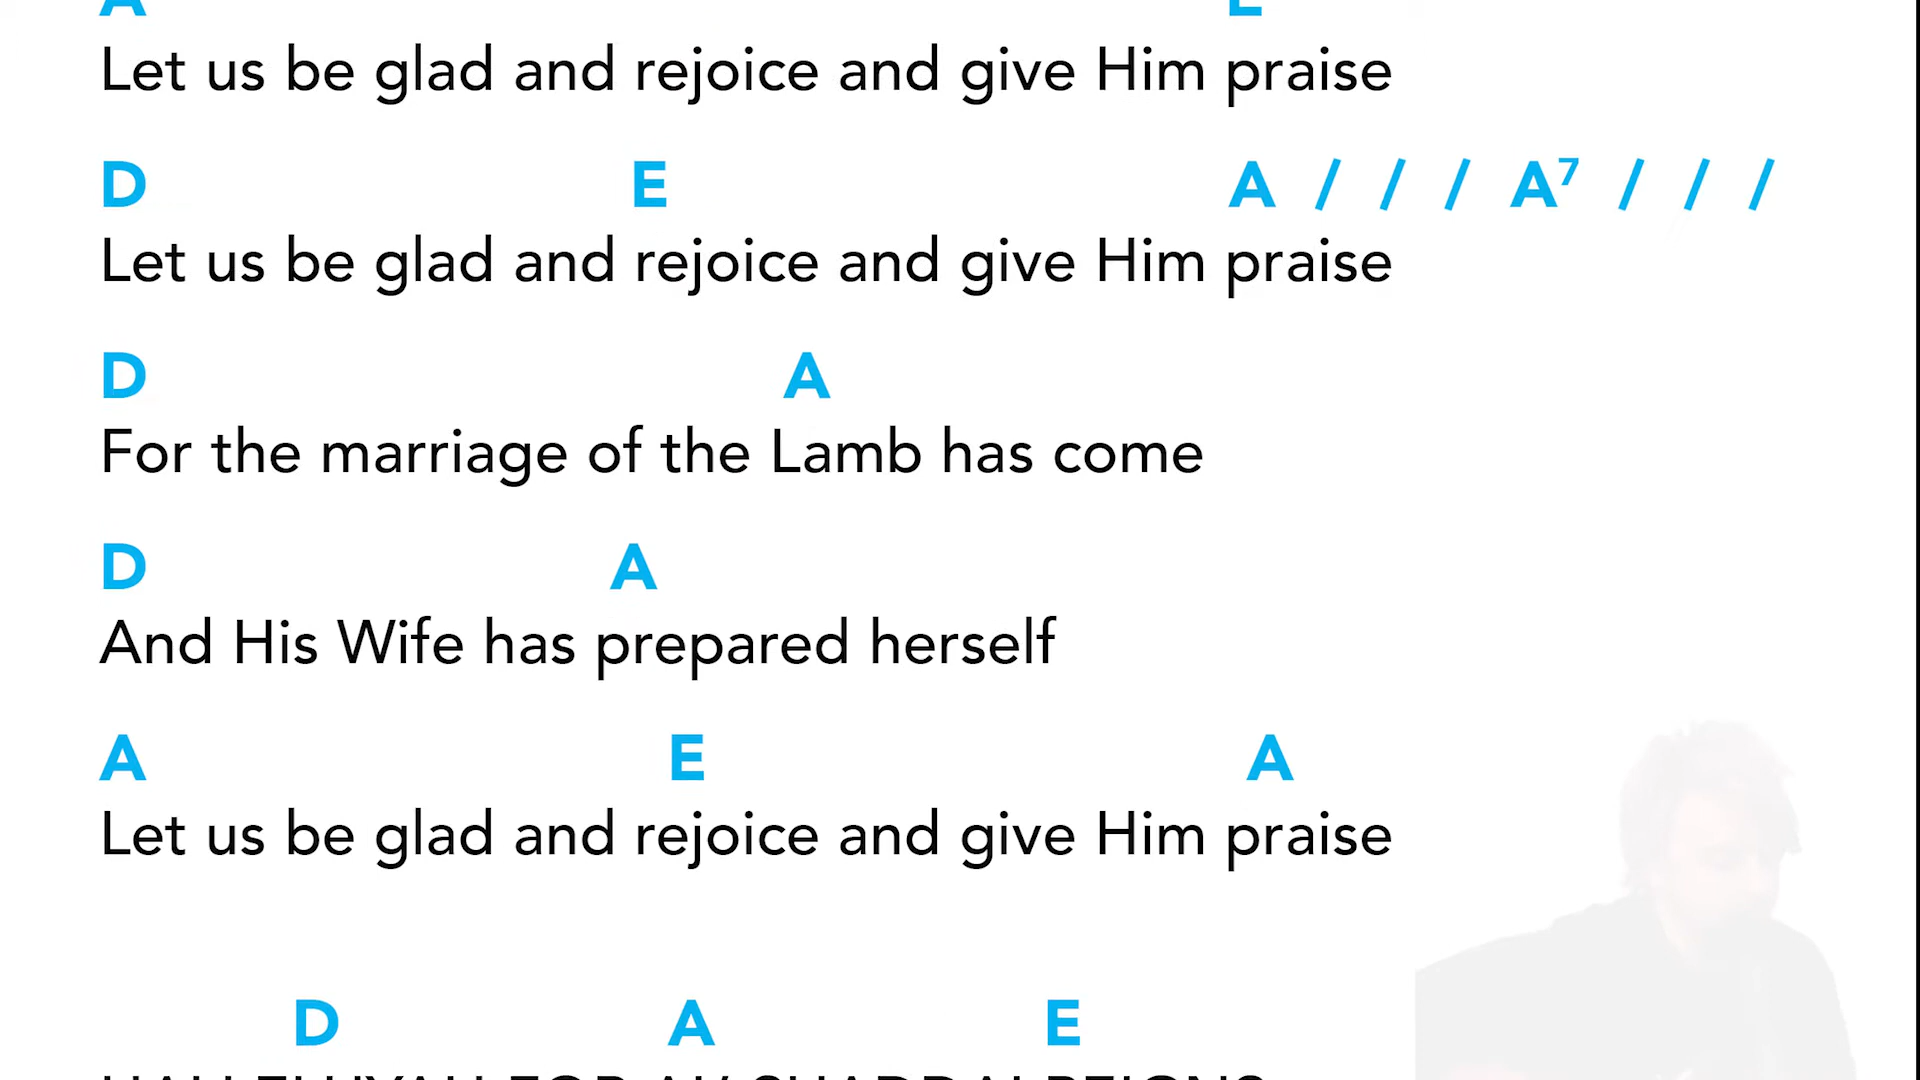 A E
Let us be glad and rejoice and give Him praise
D E A / / / A⁷ / / /
Let us be glad and rejoice and give Him praise
D A
For the marriage of the Lamb has come
D A
And His Wife has prepared herself
A E A
Let us be glad and rejoice and give Him praise
D A E